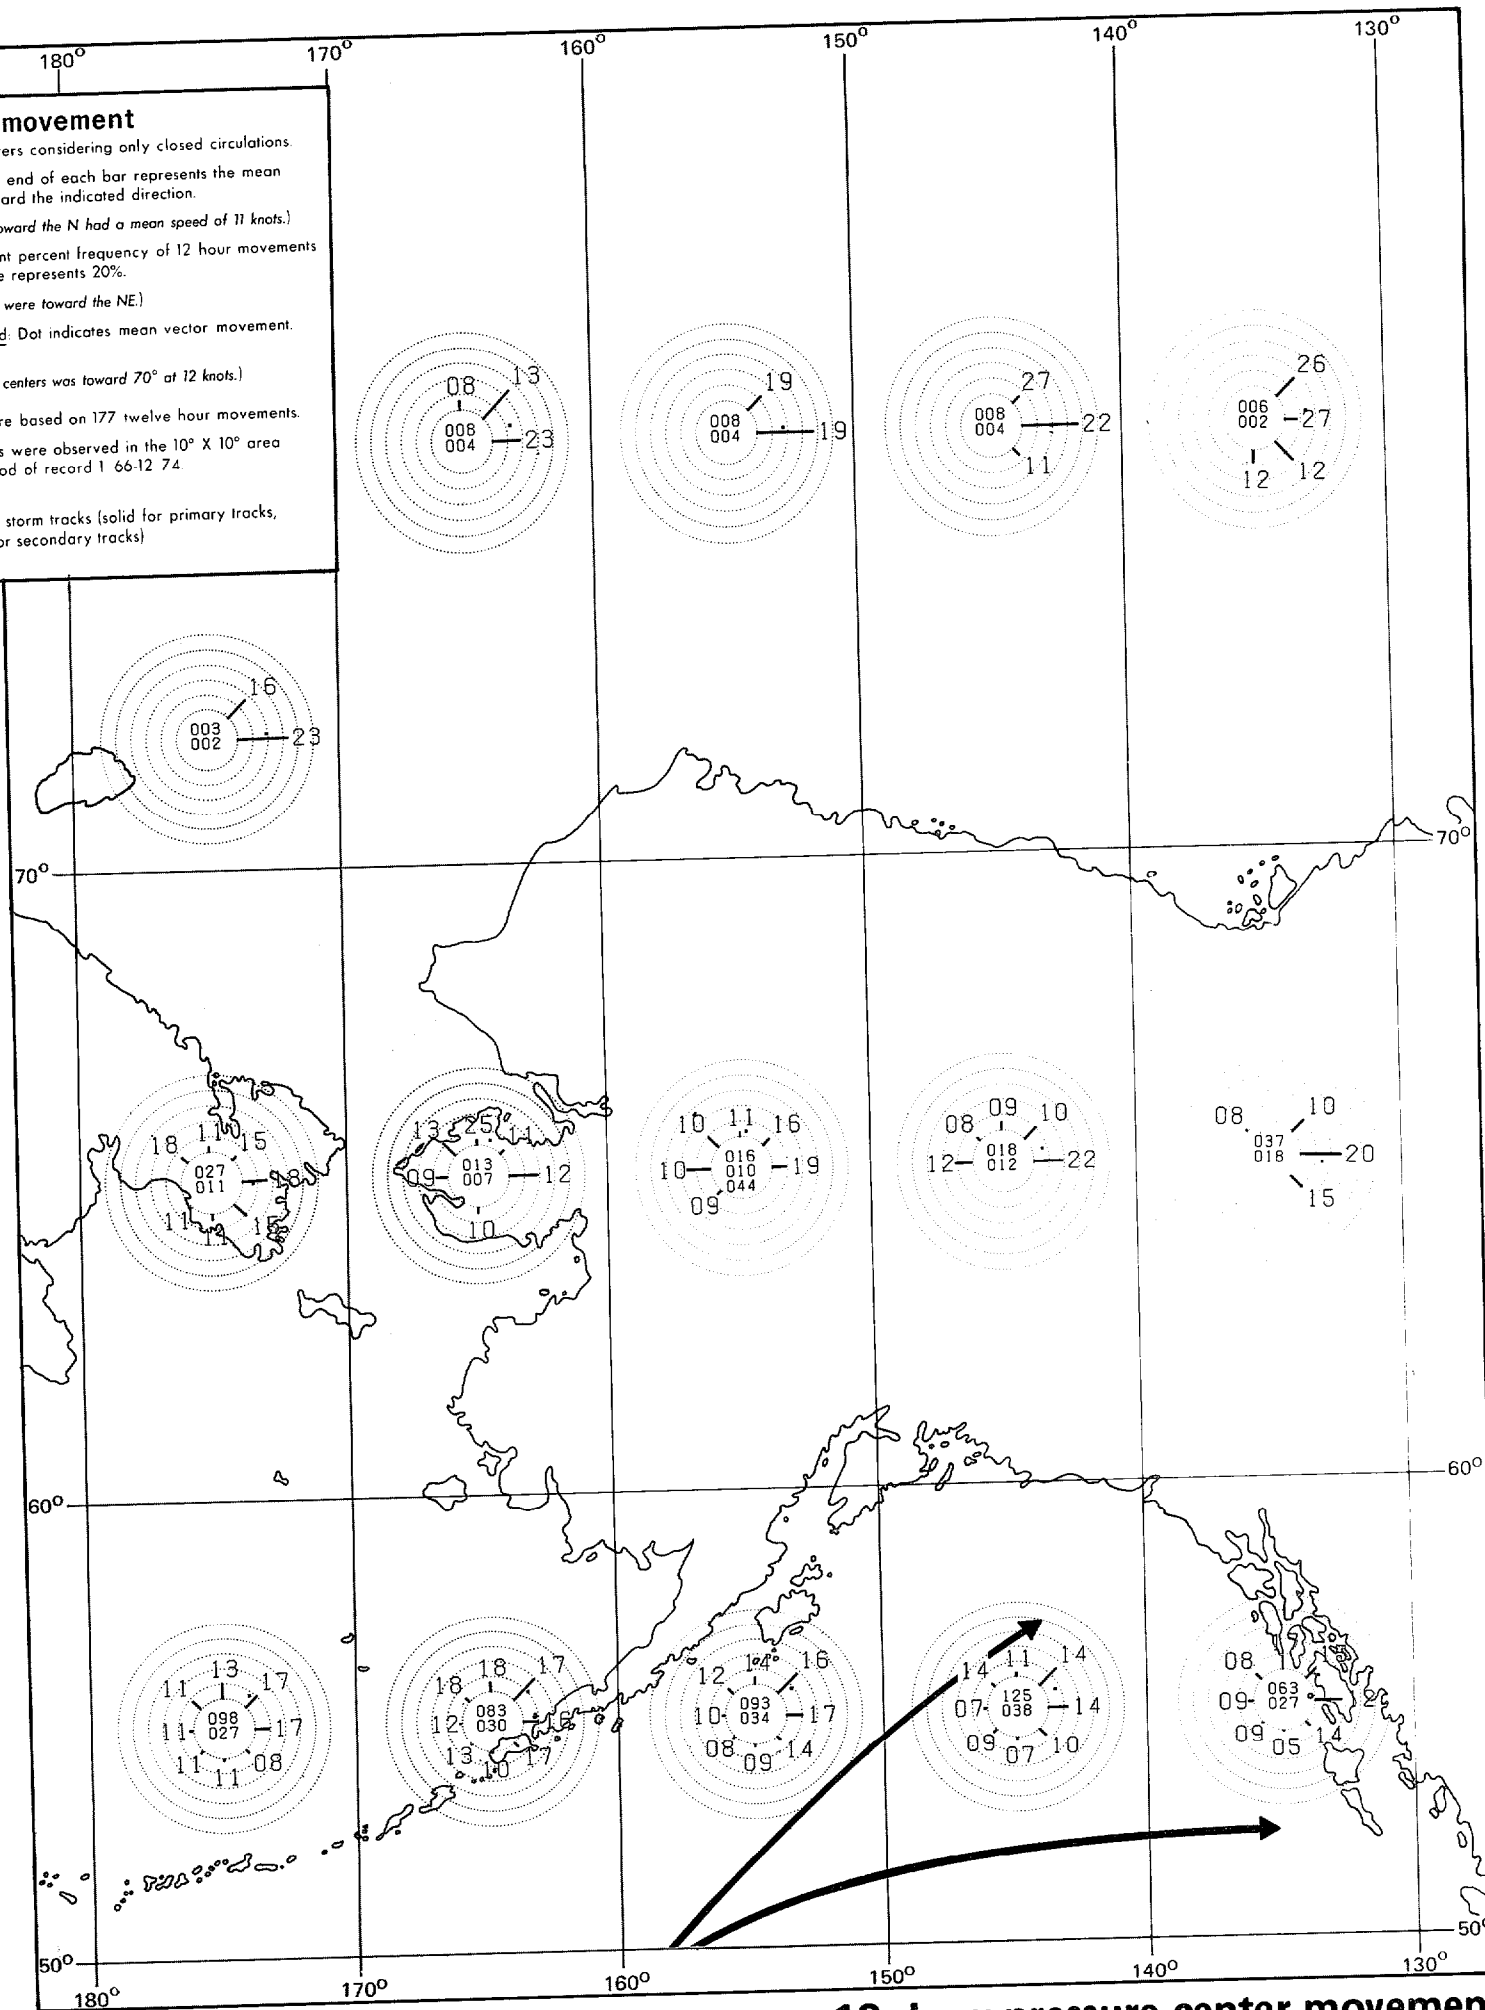 180°
170°
160°
150°
140°
130°
movement
ers considering only closed circulations.
end of each bar represents the mean
ard the indicated direction.
oward the N had a mean speed of 11 knots.)
nt percent frequency of 12 hour movements
e represents 20%.
were toward the NE.)
d: Dot indicates mean vector movement.
centers was toward 70° at 12 knots.)
re based on 177 twelve hour movements.
s were observed in the 10° X 10° area
od of record 1 66-12 74.
storm tracks (solid for primary tracks,
or secondary tracks)
08 13
008
004
23
19
008
004
19
27
008
004
22
11
26
006
002
27
12 12
16
003
002
23
70°
70°
18 11 15
027
011
18
11 11 15
13 25 11
09
013
007
12
10
10 11 16
10
016
010
044
19
09
08 09 10
12
018
012
22
08 10
037
018
20
15
60°
60°
11 13 17
11
098
027
17
11 11 08
18 18 17
12
083
030
16
13 10 17
12 14 16
10
093
034
17
08 09 14
14 11 14
07
125
038
14
09 07 10
08
09
063
027
09 05 14
50°
50°
180°
170°
160°
150°
140°
130°
pressure center movemen